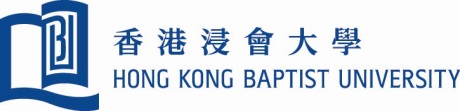 香港浸會大學
HONG KONG BAPTIST UNIVERSITY